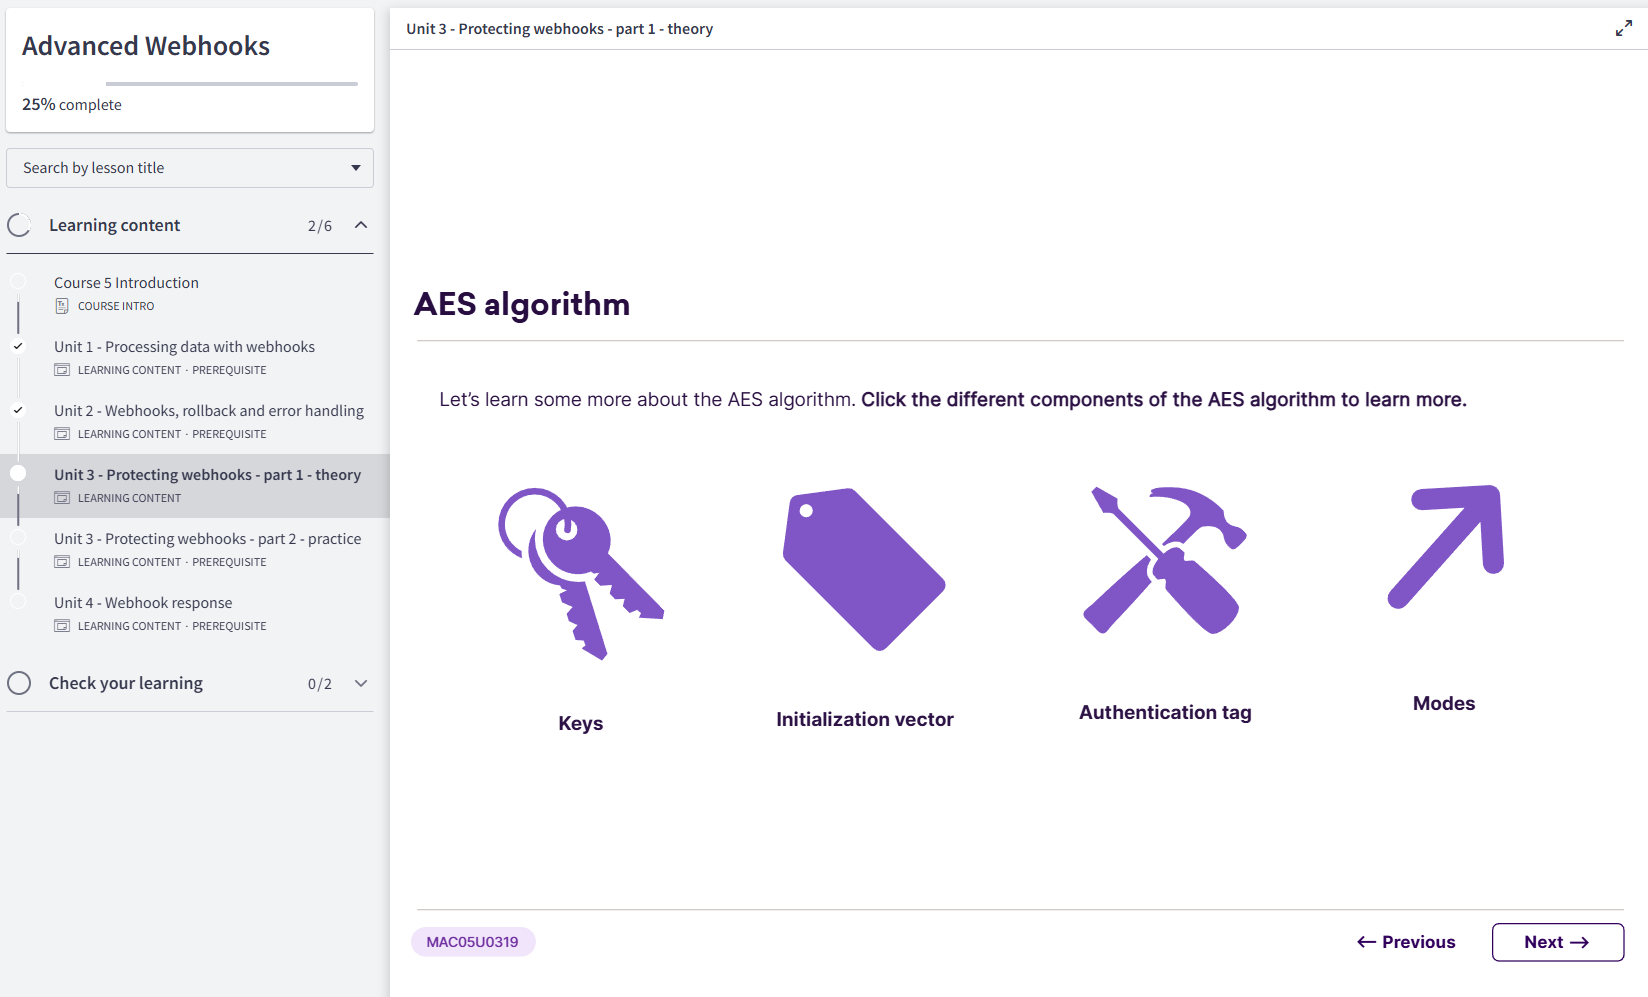 Advanced Webhooks
25% complete
Search by lesson title
Learning content 2/6
Course 5 Introduction
COURSE INTRO
Unit 1 - Processing data with webhooks
LEARNING CONTENT · PREREQUISITE
Unit 2 - Webhooks, rollback and error handling
LEARNING CONTENT · PREREQUISITE
Unit 3 - Protecting webhooks - part 1 - theory
LEARNING CONTENT
Unit 3 - Protecting webhooks - part 2 - practice
LEARNING CONTENT · PREREQUISITE
Unit 4 - Webhook response
LEARNING CONTENT · PREREQUISITE
Check your learning 0/2
Unit 3 - Protecting webhooks - part 1 - theory
AES algorithm
Let’s learn some more about the AES algorithm. Click the different components of the AES algorithm to learn more.
Keys
Initialization vector
Authentication tag
Modes
MAC05U0319
← Previous
Next →